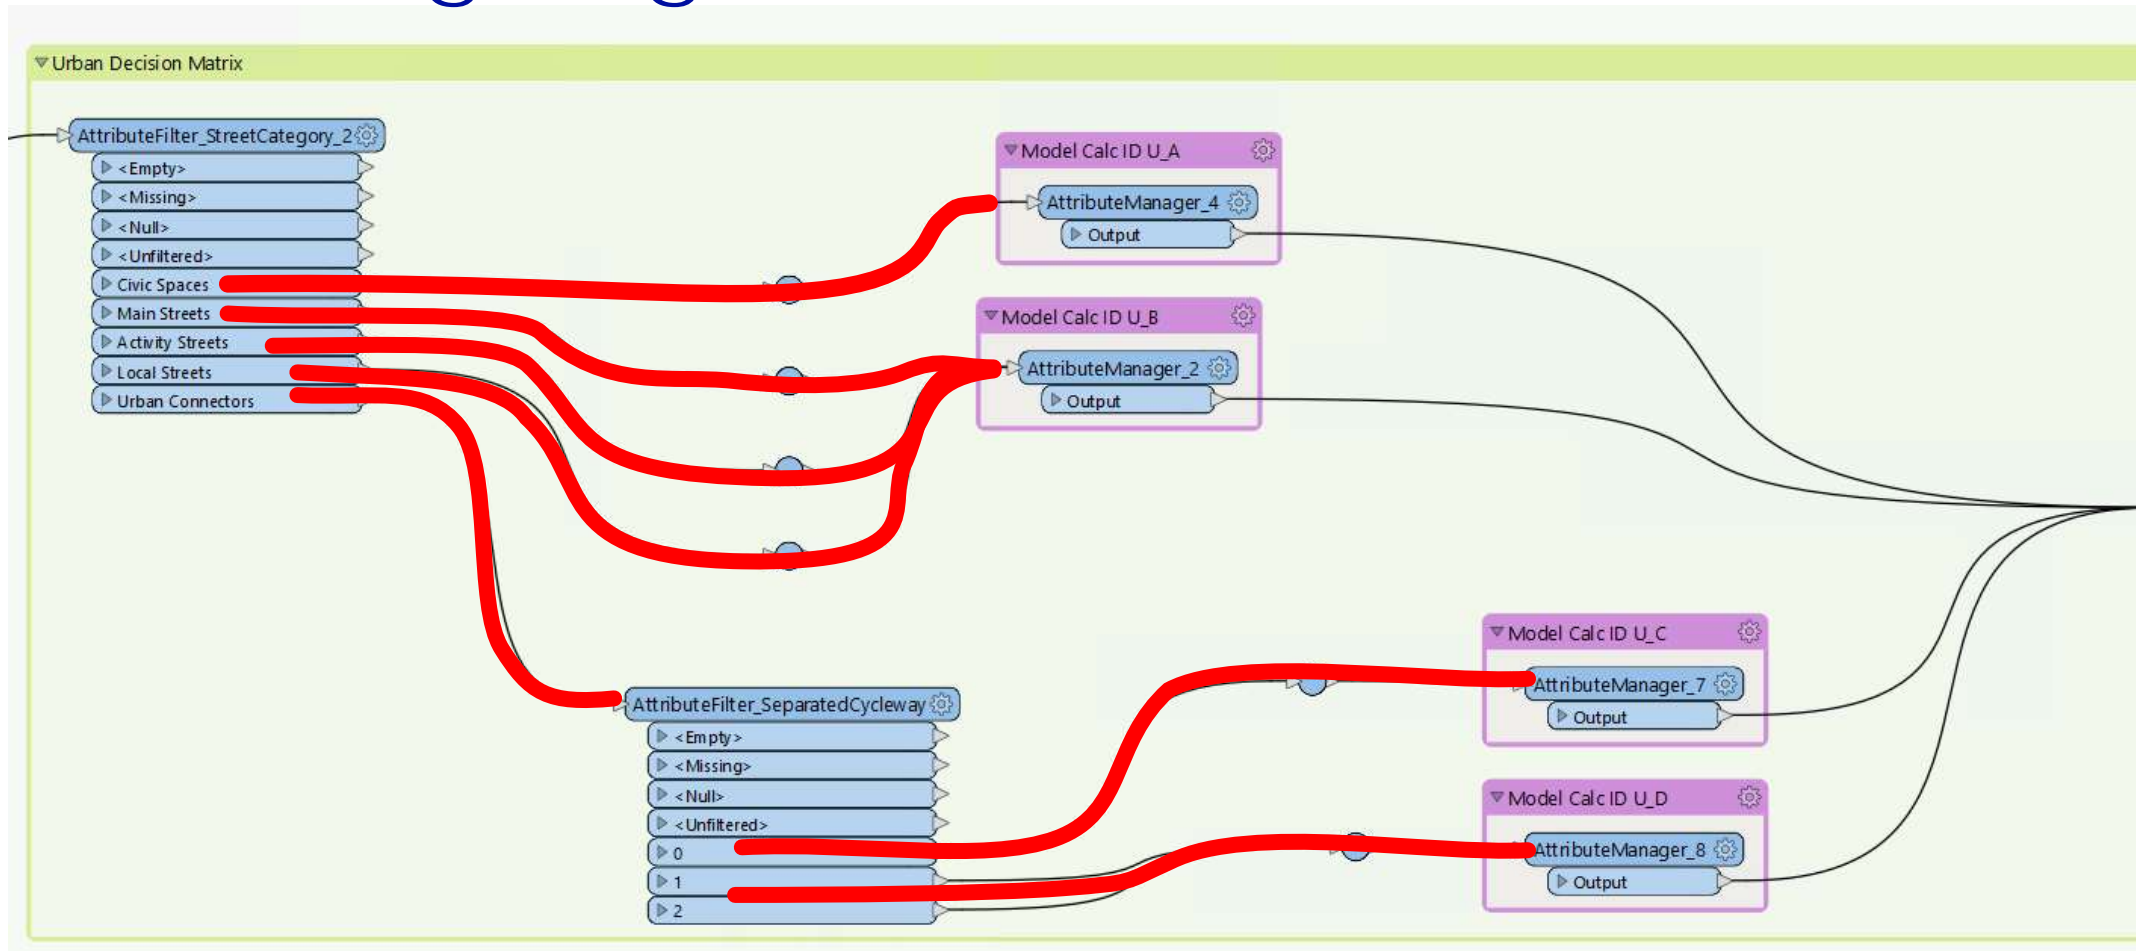 Urban Decision Matrix
AttributeFilter_StreetCategory_2
<Empty>
<Missing>
<Null>
<Unfiltered>
Civic Spaces
Main Streets
Activity Streets
Local Streets
Urban Connectors
Model Calc ID U_A
AttributeManager_4
Output
Model Calc ID U_B
AttributeManager_2
Output
AttributeFilter_SeparatedCycleway
<Empty>
<Missing>
<Null>
<Unfiltered>
0
1
2
Model Calc ID U_C
AttributeManager_7
Output
Model Calc ID U_D
AttributeManager_8
Output